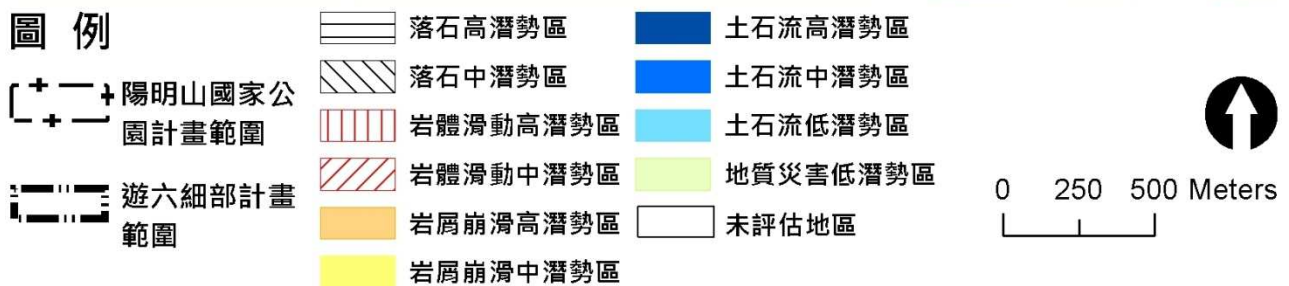 圖 例
陽明山國家公
園計畫範圍
遊六細部計畫
範圍
落石高潛勢區
落石中潛勢區
岩體滑動高潛勢區
岩體滑動中潛勢區
岩屑崩滑高潛勢區
岩屑崩滑中潛勢區
土石流高潛勢區
土石流中潛勢區
土石流低潛勢區
地質災害低潛勢區
未評估地區
0 250 500 Meters